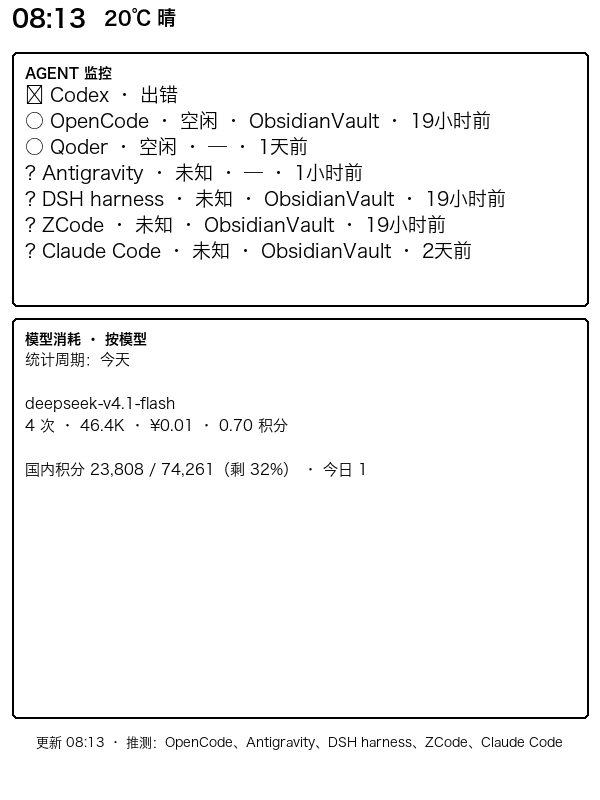 08:13 20℃ 晴
AGENT 监控
☒ Codex · 出错
○ OpenCode · 空闲 · ObsidianVault · 19小时前
○ Qoder · 空闲 · — · 1天前
? Antigravity · 未知 · — · 1小时前
? DSH harness · 未知 · ObsidianVault · 19小时前
? ZCode · 未知 · ObsidianVault · 19小时前
? Claude Code · 未知 · ObsidianVault · 2天前
模型消耗 · 按模型
统计周期：今天
deepseek-v4.1-flash
4 次 · 46.4K · ¥0.01 · 0.70 积分
国内积分 23,808 / 74,261（剩 32%） · 今日 1
更新 08:13 · 推测：OpenCode、Antigravity、DSH harness、ZCode、Claude Code